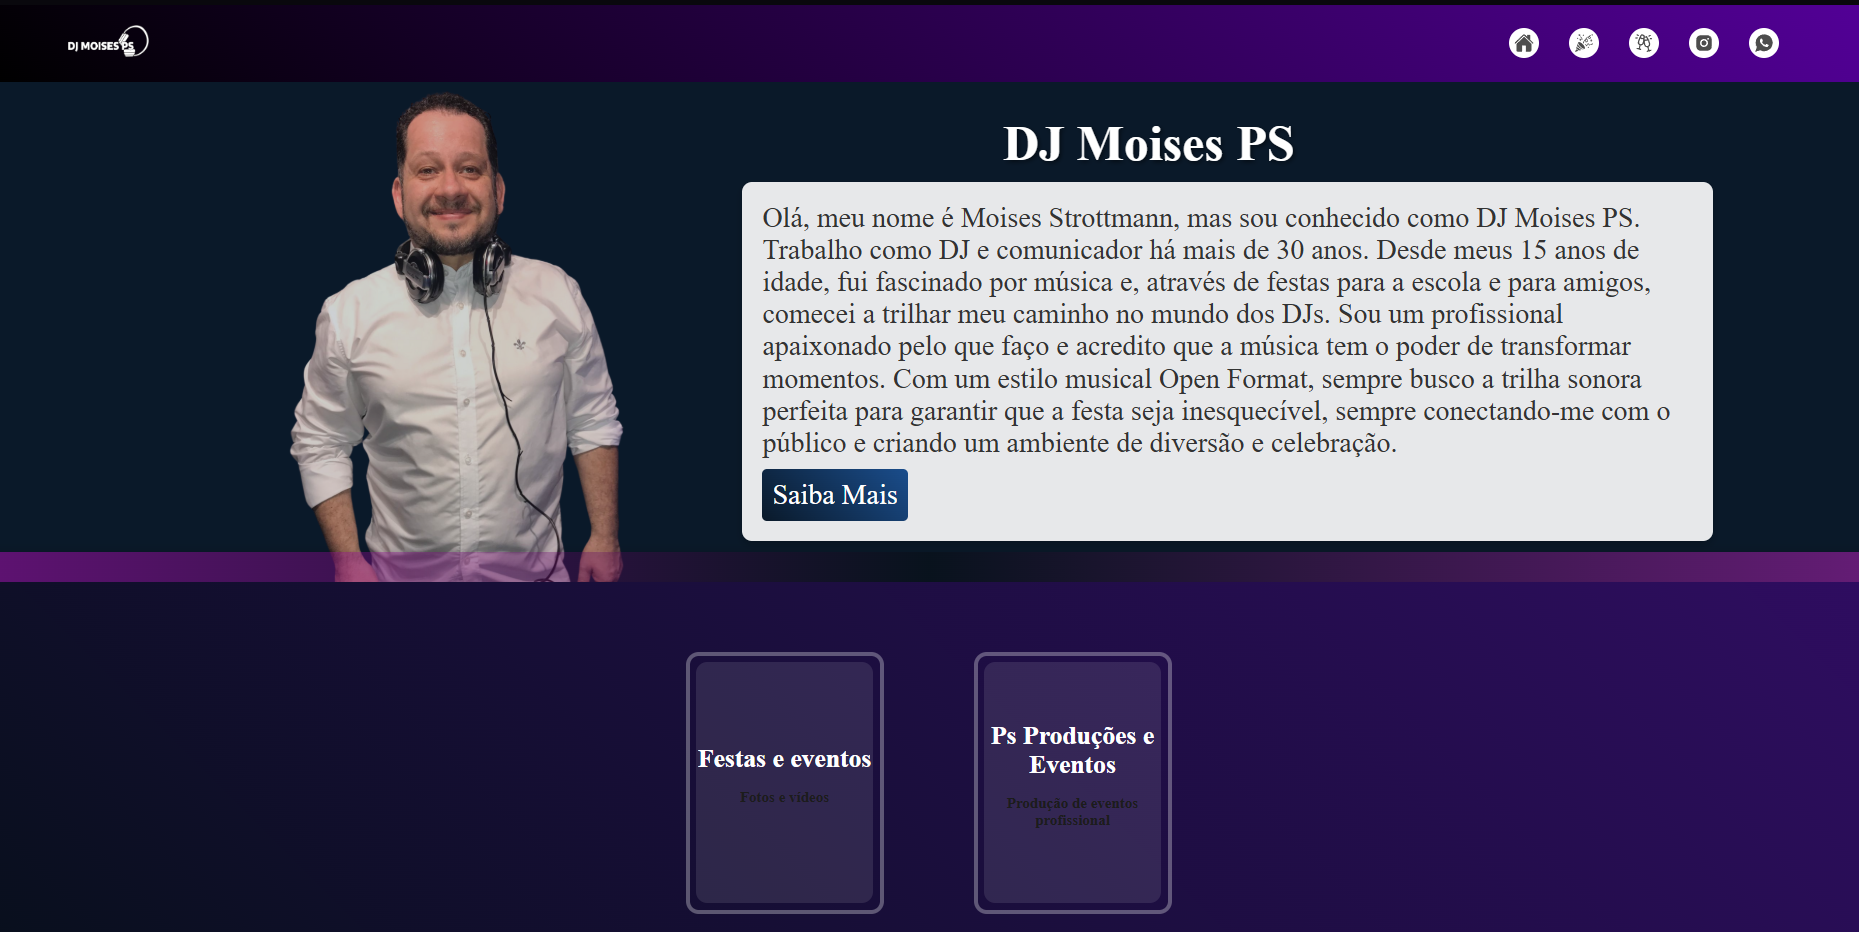 DJ MOISES PS
DJ Moises PS
Olá, meu nome é Moises Strottmann, mas sou conhecido como DJ Moises PS.
Trabalho como DJ e comunicador há mais de 30 anos. Desde meus 15 anos de
idade, fui fascinado por música e, através de festas para a escola e para amigos,
comecei a trilhar meu caminho no mundo dos DJs. Sou um profissional
apaixonado pelo que faço e acredito que a música tem o poder de transformar
momentos. Com um estilo musical Open Format, sempre busco a trilha sonora
perfeita para garantir que a festa seja inesquecível, sempre conectando-me com o
público e criando um ambiente de diversão e celebração.
Saiba Mais
Festas e eventos
Fotos e vídeos
Ps Produções e
Eventos
Produção de eventos
profissional